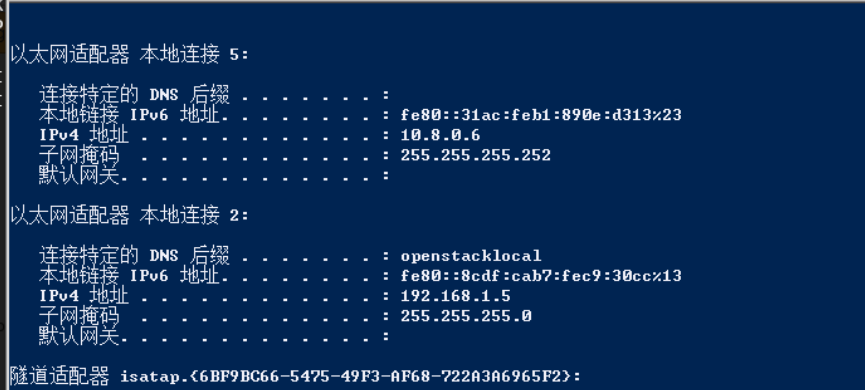 以太网适配器 本地连接 5:
连接特定的 DNS 后缀 . . . . . . . :
本地链接 IPv6 地址. . . . . . . . : fe80::31ac:feb1:890e:d313%23
IPv4 地址 . . . . . . . . . . . . : 10.8.0.6
子网掩码 . . . . . . . . . . . . : 255.255.255.252
默认网关. . . . . . . . . . . . . :
以太网适配器 本地连接 2:
连接特定的 DNS 后缀 . . . . . . . : openstacklocal
本地链接 IPv6 地址. . . . . . . . : fe80::8cdf:cab7:fec9:30cc%13
IPv4 地址 . . . . . . . . . . . . : 192.168.1.5
子网掩码 . . . . . . . . . . . . : 255.255.255.0
默认网关. . . . . . . . . . . . . :
隧道适配器 isatap.{6BF9BC66-5475-49F3-AF68-722A3A6965F2}: